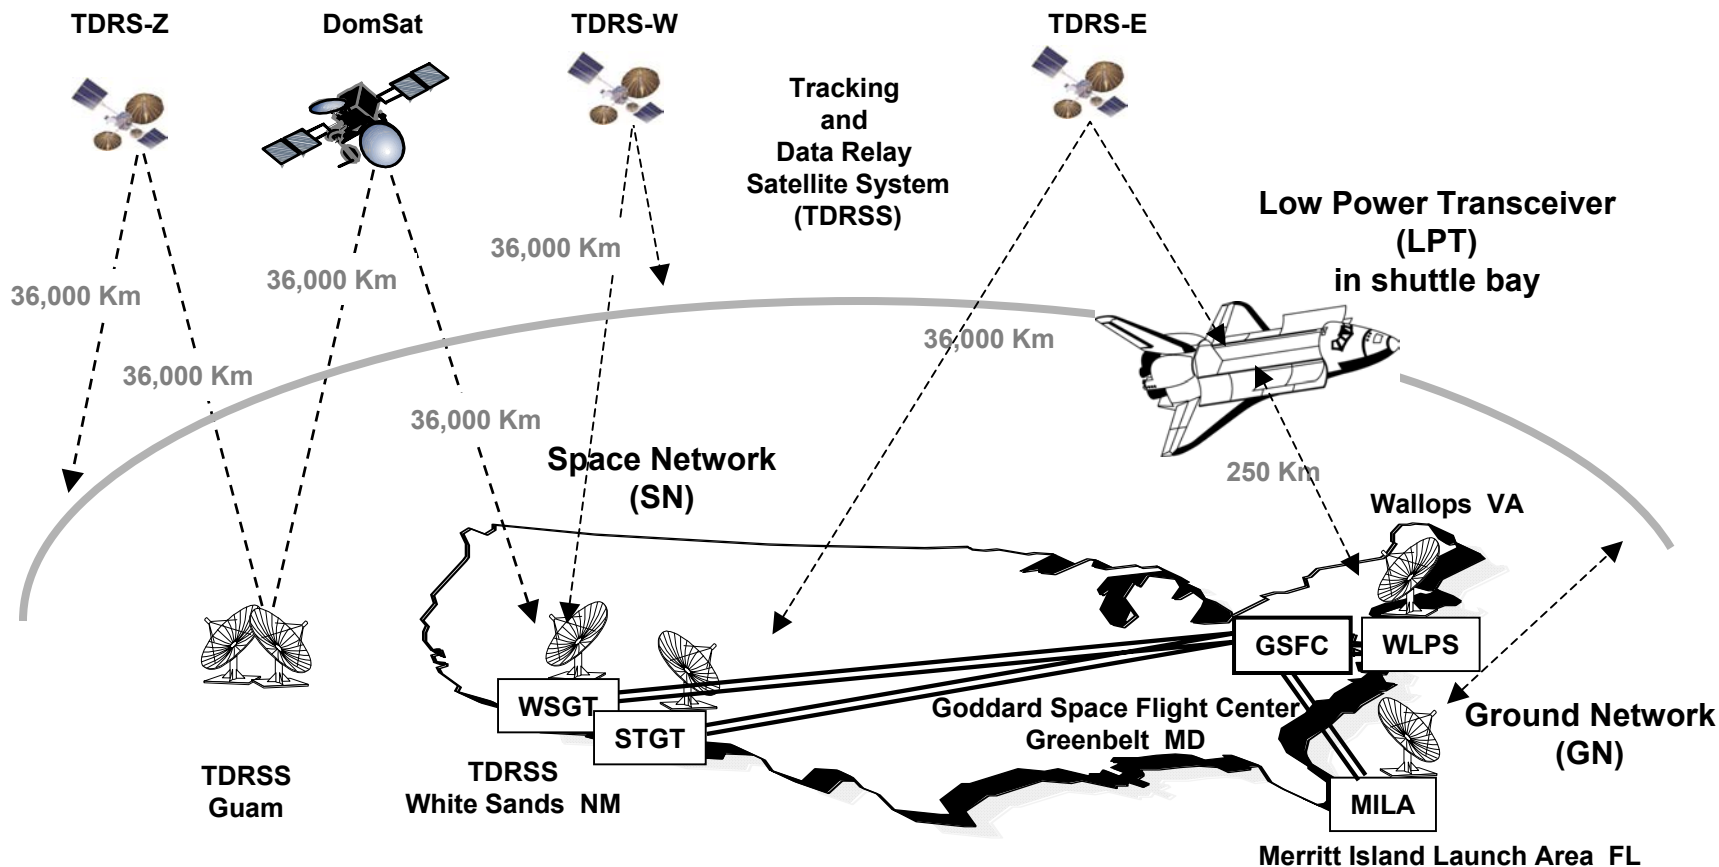 TDRS-Z
DomSat
TDRS-W
TDRS-E
Tracking
and
Data Relay
Satellite System
(TDRSS)
Low Power Transceiver
(LPT)
in shuttle bay
36,000 Km
36,000 Km
36,000 Km
36,000 Km
36,000 Km
36,000 Km
250 Km
Space Network
(SN)
Wallops VA
GSFC
WLPS
WSGT
STGT
Goddard Space Flight Center
Greenbelt MD
Ground Network
(GN)
TDRSS
Guam
TDRSS
White Sands NM
MILA
Merritt Island Launch Area FL